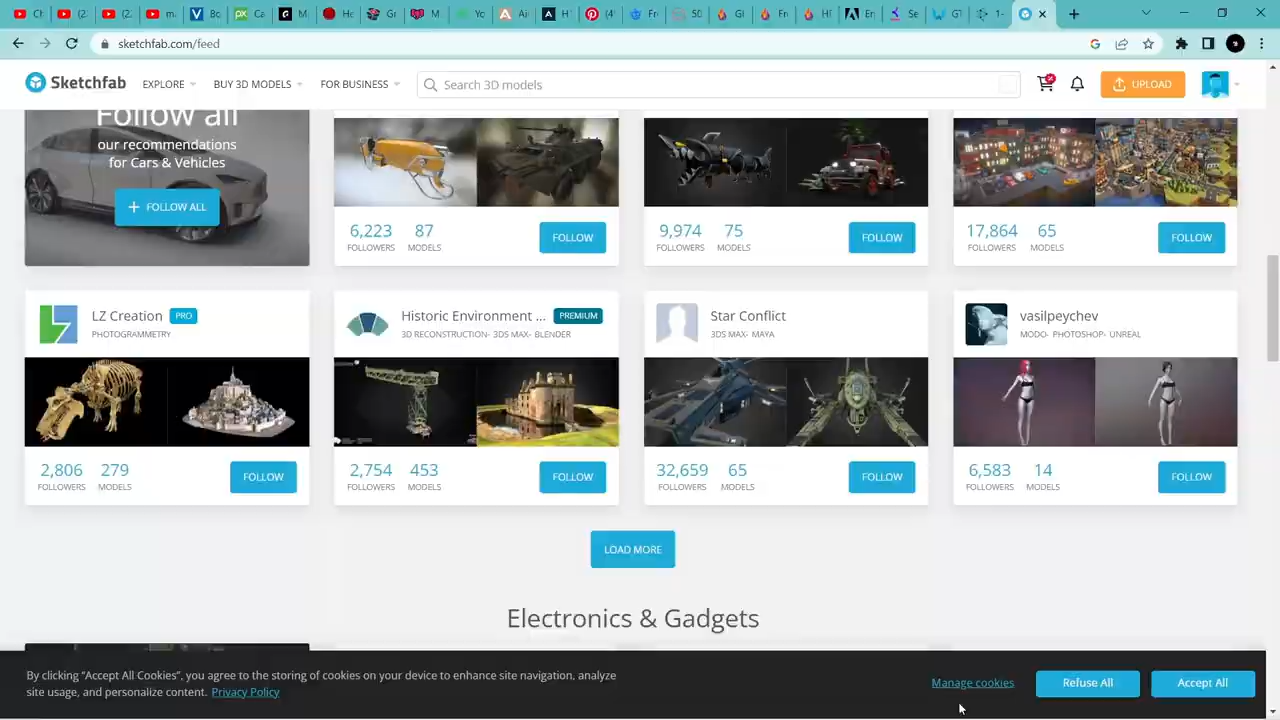 sketchfab.com/feed
Sketchfab
EXPLORE
BUY 3D MODELS
FOR BUSINESS
Search 3D models
UPLOAD
Follow all
our recommendations
for Cars & Vehicles
+ FOLLOW ALL
6,223 87
FOLLOWERS MODELS
FOLLOW
9,974 75
FOLLOWERS MODELS
FOLLOW
17,864 65
FOLLOWERS MODELS
FOLLOW
LZ Creation PRO
PHOTOGRAMMETRY
2,806 279
FOLLOWERS MODELS
FOLLOW
Historic Environment ... PREMIUM
3D RECONSTRUCTION- 3DS MAX- BLENDER
2,754 453
FOLLOWERS MODELS
FOLLOW
Star Conflict
3DS MAX- MAYA
32,659 65
FOLLOWERS MODELS
FOLLOW
vasilpeychev
MODO- PHOTOSHOP- UNREAL
6,583 14
FOLLOWERS MODELS
FOLLOW
LOAD MORE
Electronics & Gadgets
By clicking “Accept All Cookies”, you agree to the storing of cookies on your device to enhance site navigation, analyze
site usage, and personalize content. Privacy Policy
Manage cookies
Refuse All
Accept All